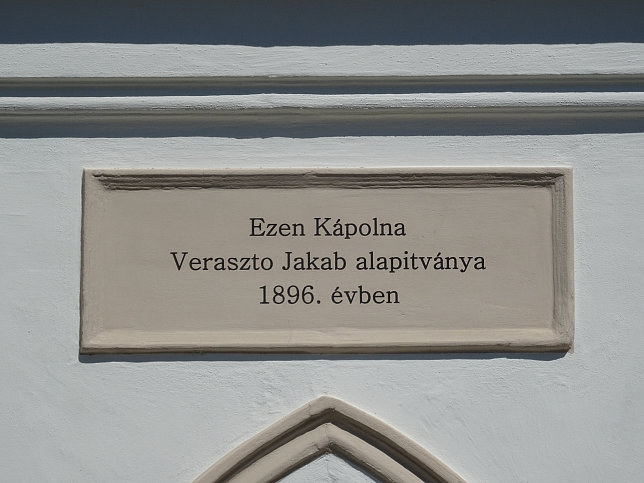 Ezen Kápolna
Veraszto Jakab alapitványa
1896. évben